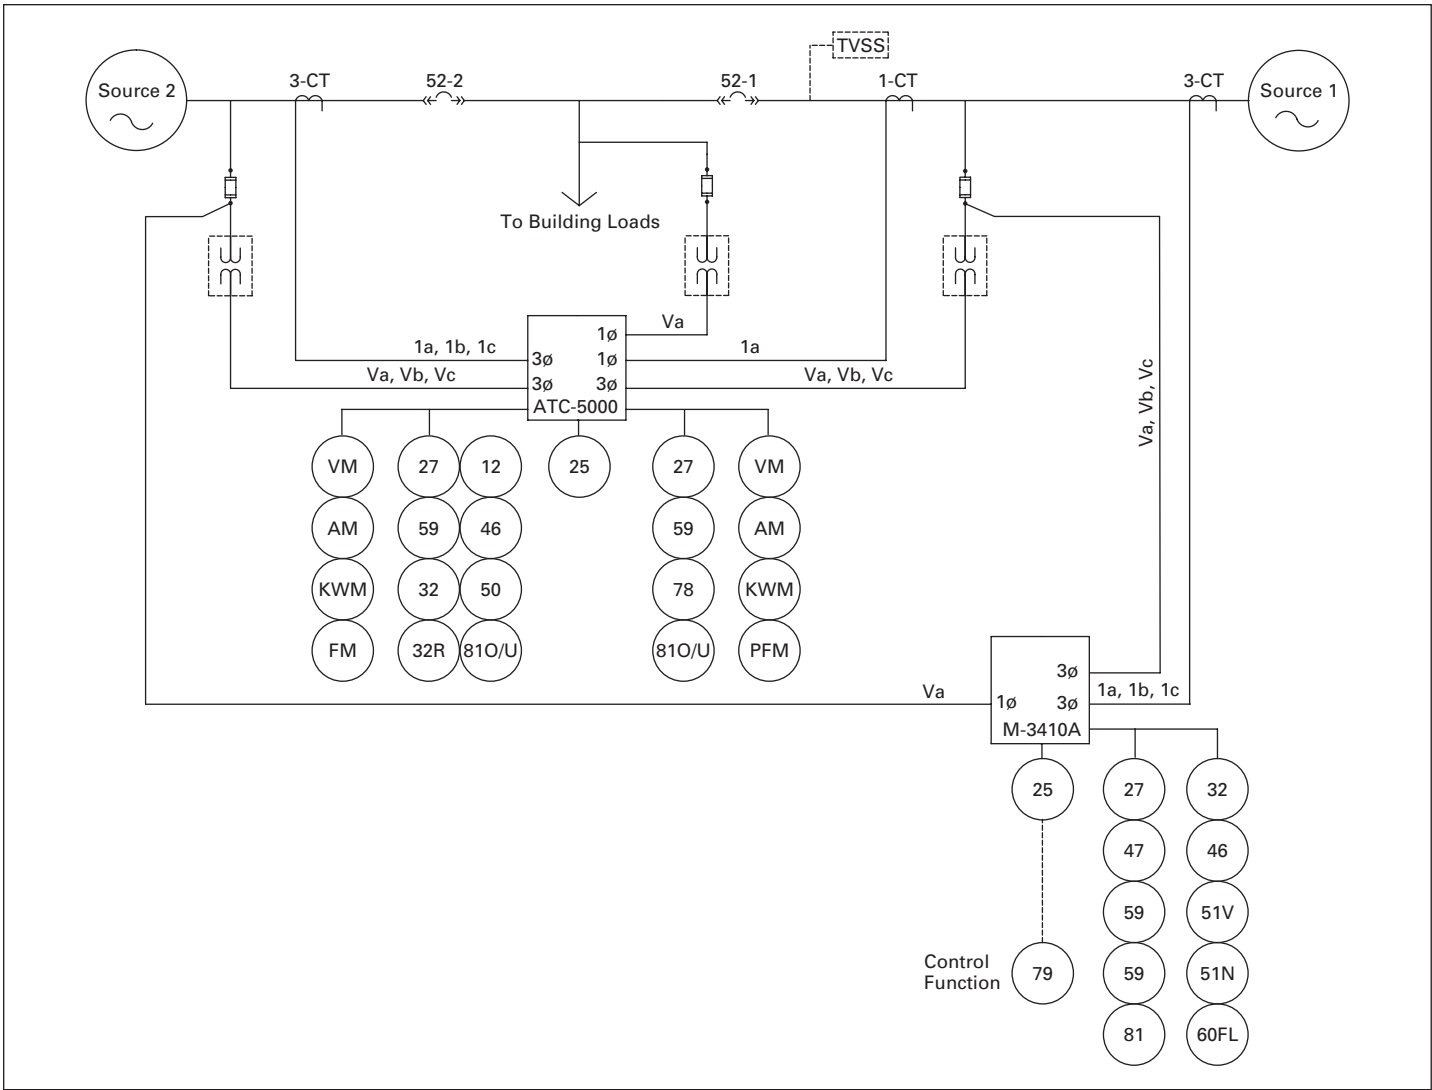 TVSS
Source 2
3-CT
52-2
52-1
1-CT
3-CT
Source 1
To Building Loads
Va
1ø
1a, 1b, 1c
3ø
1ø
1a
Va, Vb, Vc
3ø
3ø
Va, Vb, Vc
ATC-5000
Va, Vb, Vc
VM
27
12
25
27
VM
AM
59
46
59
AM
KWM
32
50
78
KWM
FM
32R
81O/U
81O/U
PFM
3ø
Va
1ø
3ø
1a, 1b, 1c
M-3410A
25
27
32
47
46
59
51V
Control
Function
79
59
51N
81
60FL